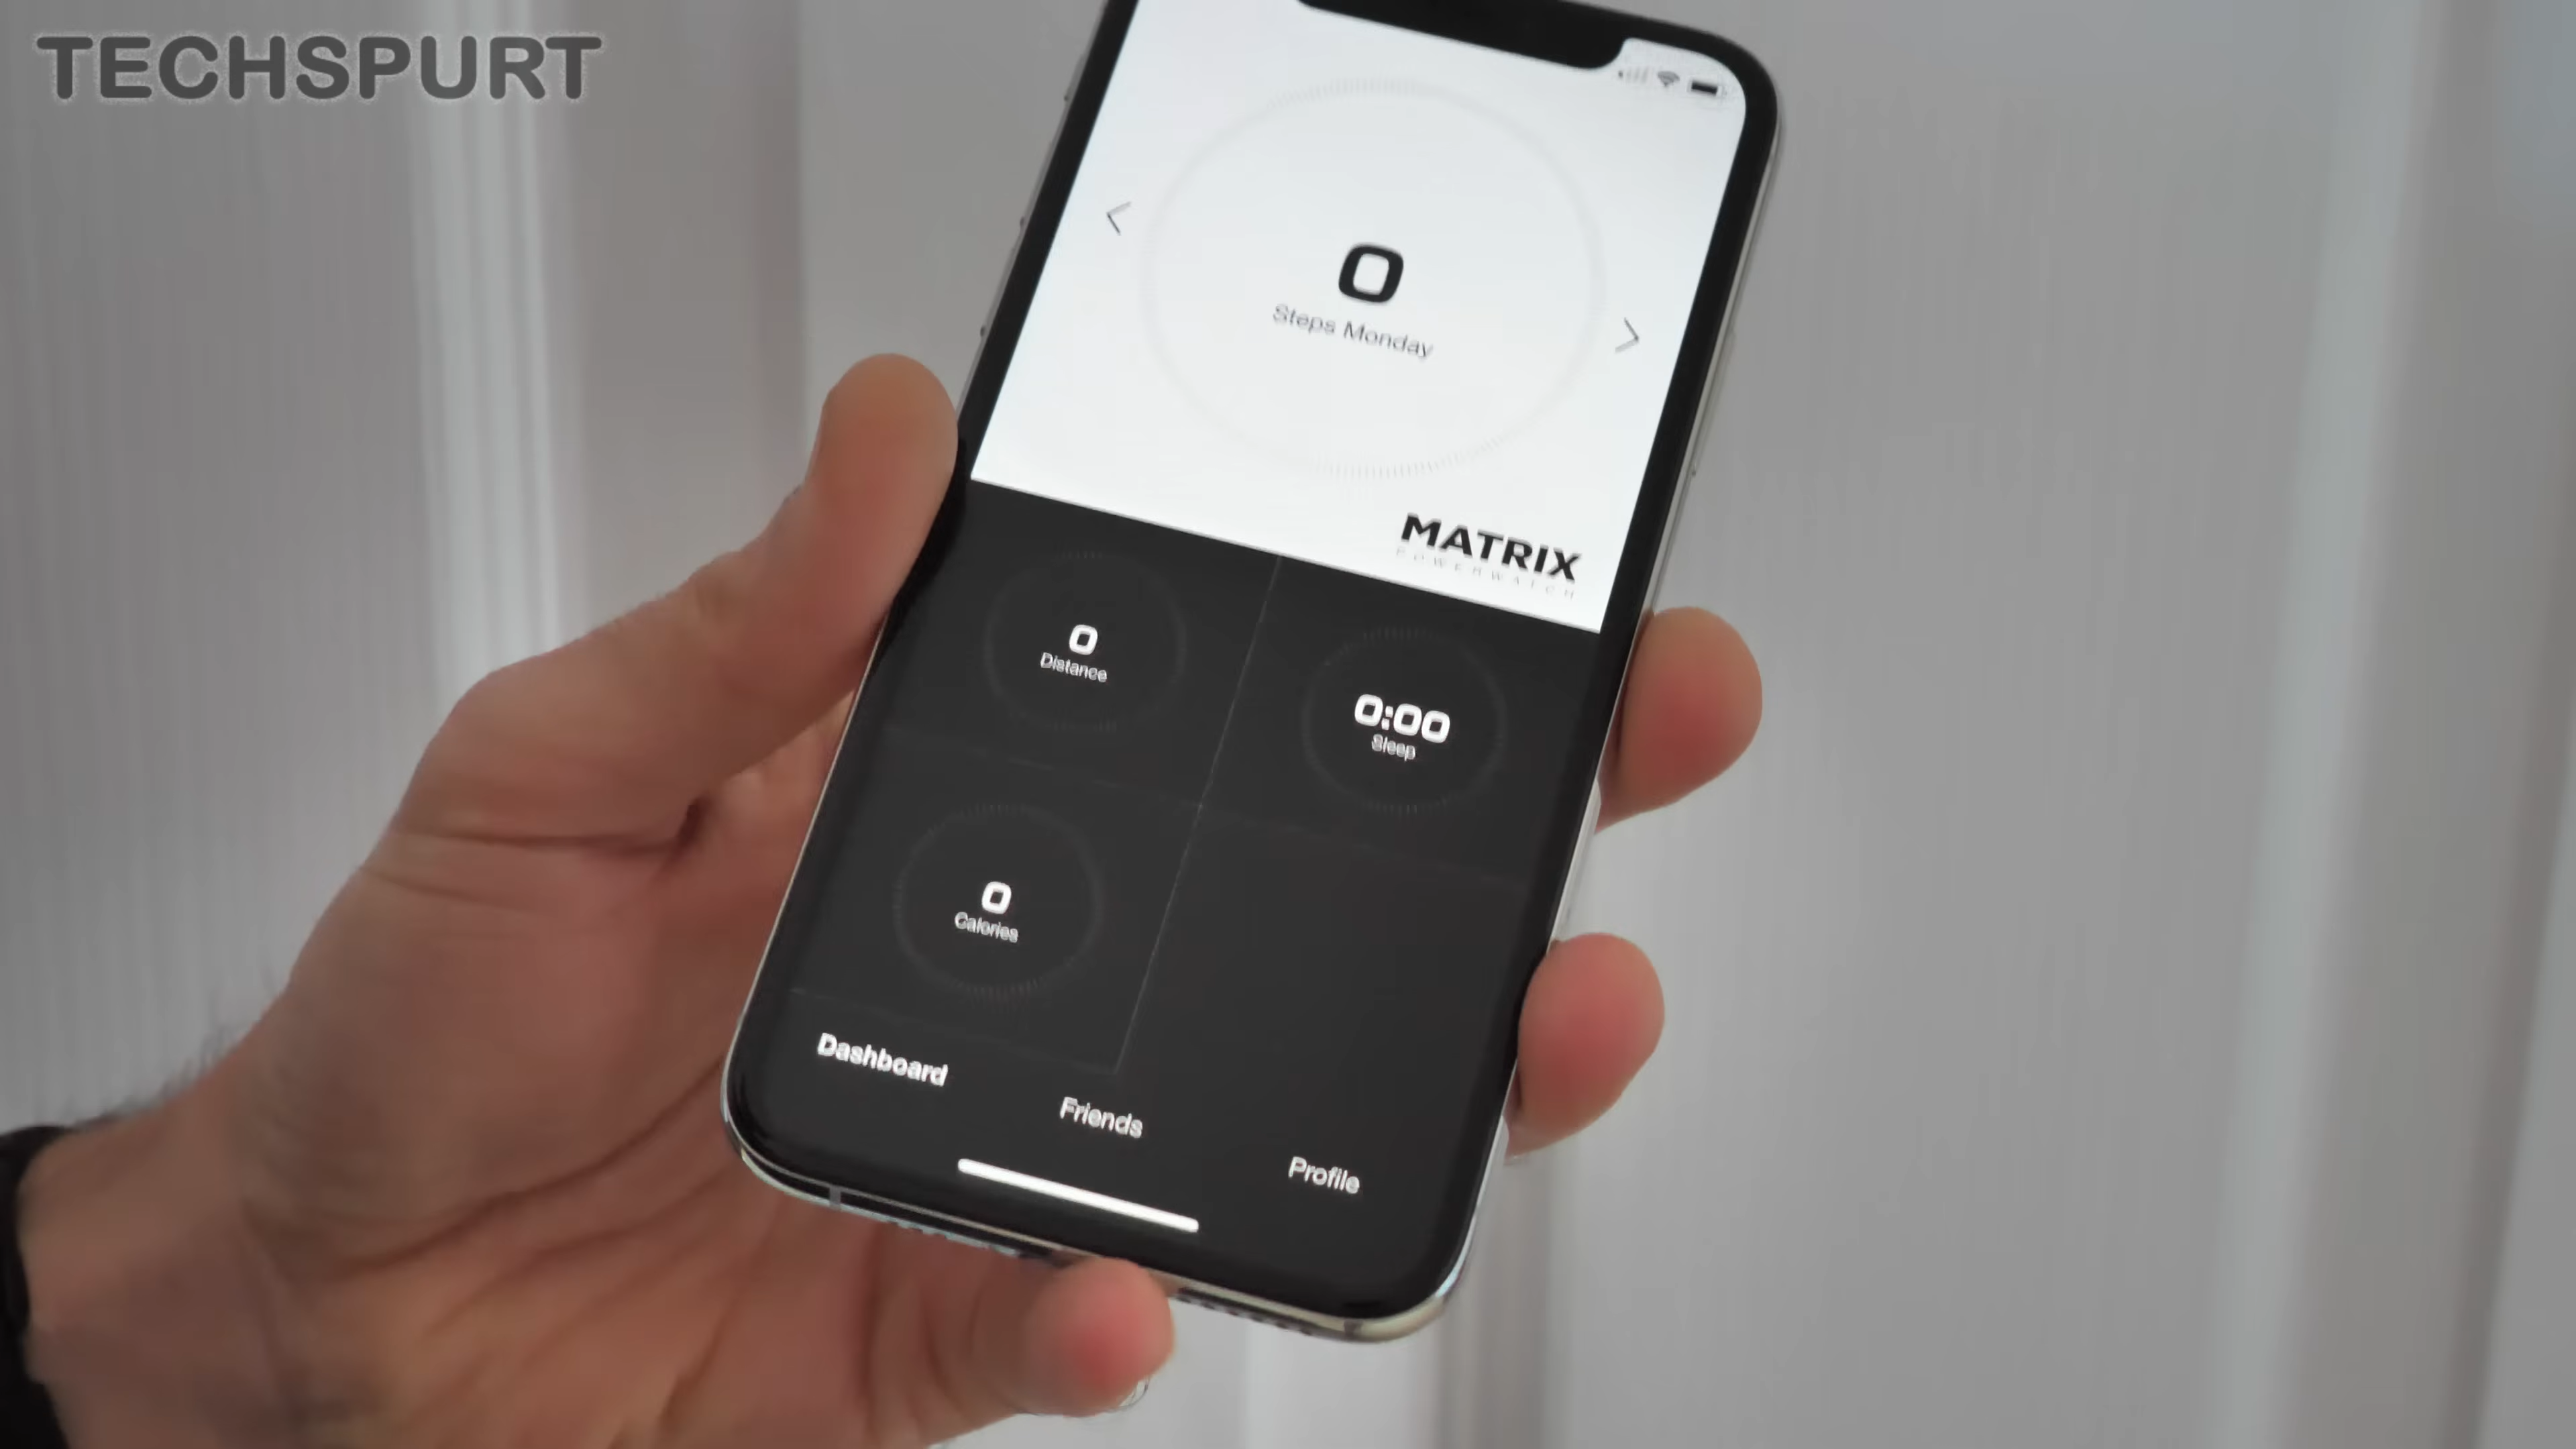 TECHSPURT
0
Steps Monday
MATRIX
POWERWATCH
0
Distance
0:00
Sleep
0
Calories
Dashboard
Friends
Profile